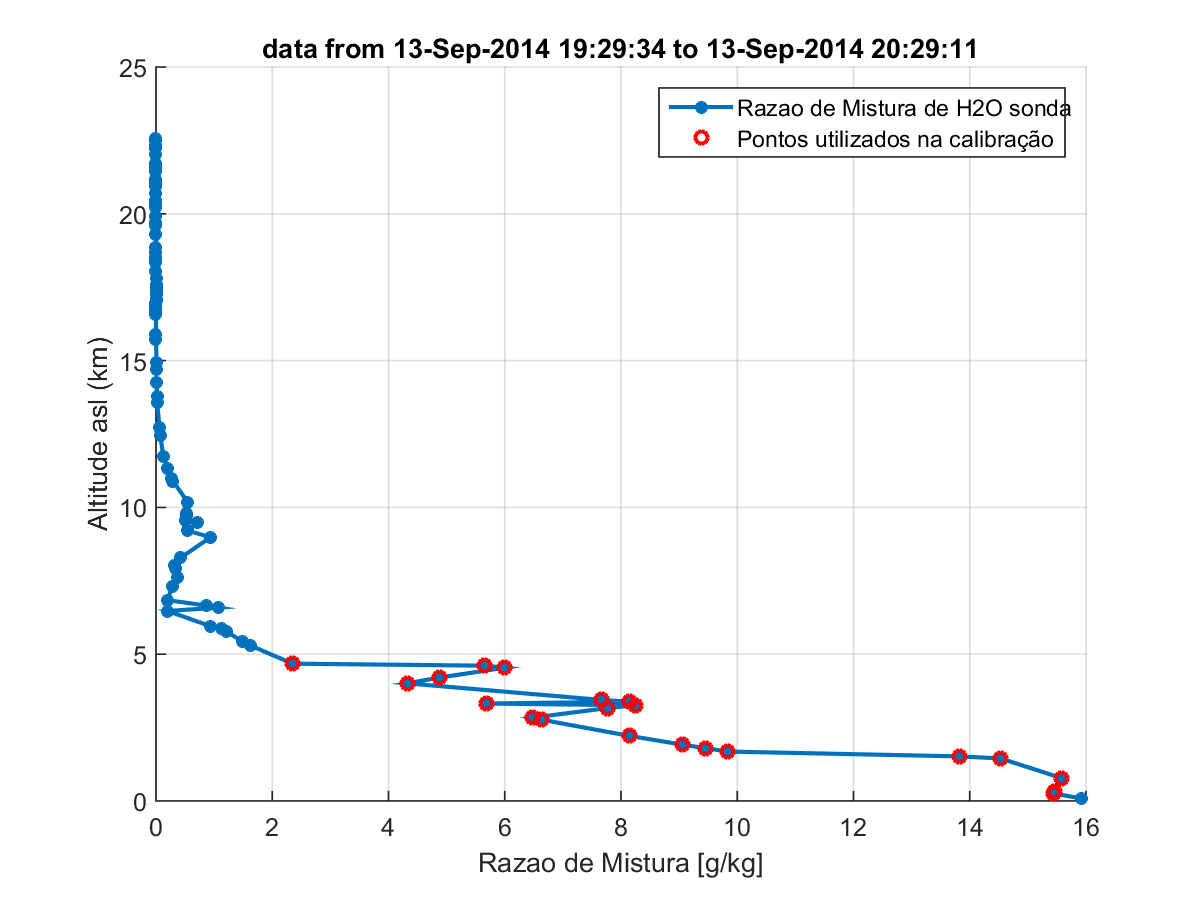 data from 13-Sep-2014 19:29:34 to 13-Sep-2014 20:29:11
Razao de Mistura de H2O sonda
Pontos utilizados na calibração
25
20
15
10
5
0
Altitude asl (km)
0 2 4 6 8 10 12 14 16
Razao de Mistura [g/kg]